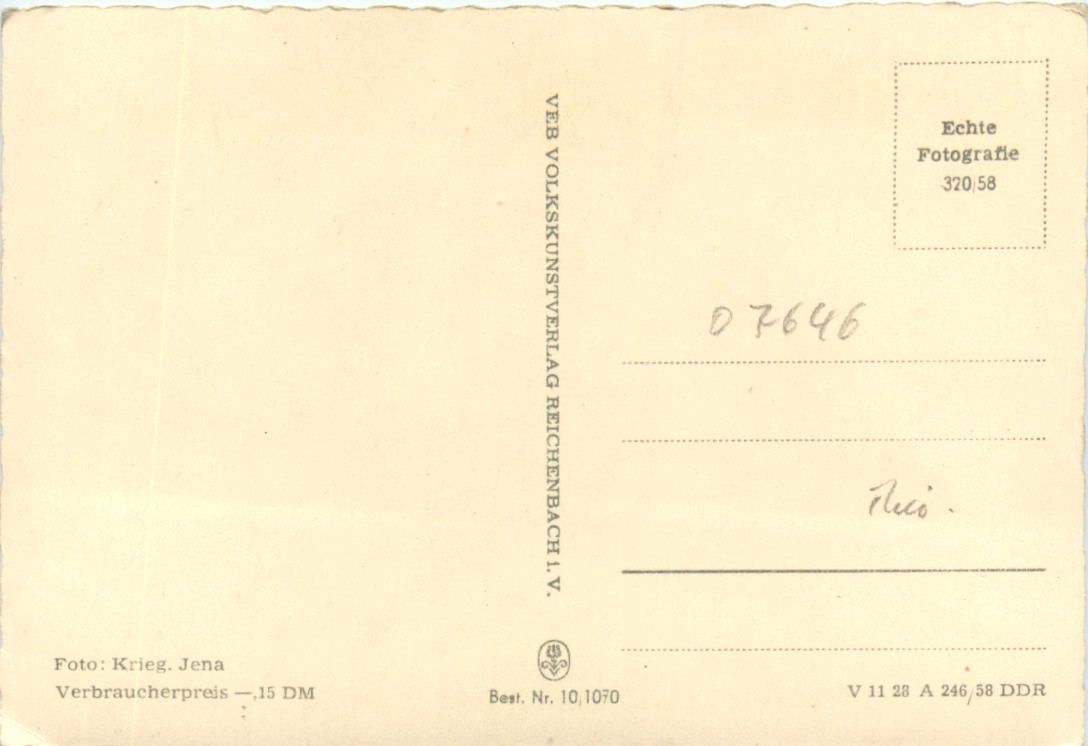 Echte
Fotografie
320/58
VEB VOLKSKUNSTVERLAG REICHENBACH i. V.
07646
Foto: Krieg. Jena
Verbraucherpreis —,15 DM
Best. Nr. 10/1070
V 11 28 A 246/58 DDR